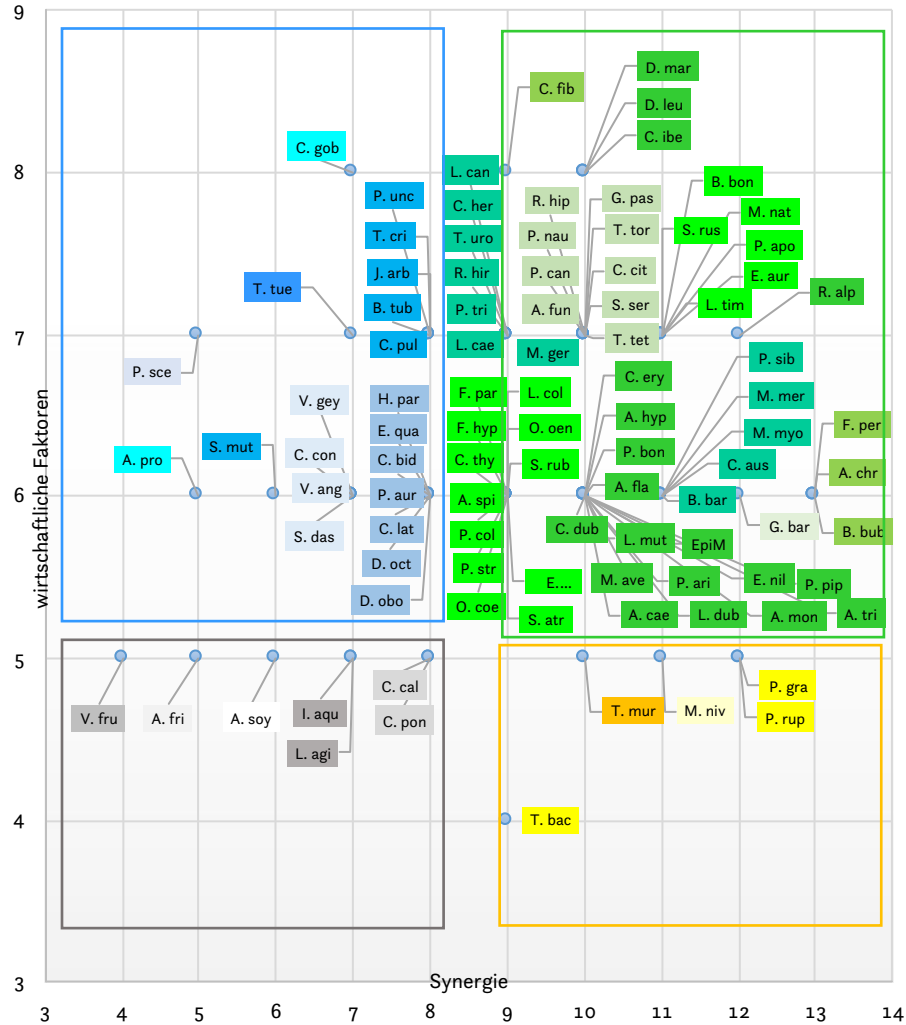 9
D. mar
C. fib
D. leu
C. ibe
C. gob
8
L. can
B. bon
P. unc
R. hip
G. pas
C. her
M. nat
T. cri
T. uro
P. nau
T. tor
S. rus
P. apo
J. arb
R. hir
P. can
C. cit
E. aur
T. tue
R. alp
B. tub
P. tri
A. fun
S. ser
L. tim
7
C. pul
L. cae
M. ger
T. tet
P. sib
P. sce
C. ery
V. gey
H. par
F. par
L. col
M. mer
A. hyp
F. per
E. qua
F. hyp
O. oen
M. myo
S. mut
P. bon
A. pro
C. con
C. bid
C. thy
S. rub
C. aus
A. chr
6
V. ang
P. aur
A. spi
A. fla
B. bar
S. das
C. lat
P. col
C. dub
L. mut
EpiM
G. bar
B. bub
D. oct
P. str
E....
M. ave
P. ari
E. nil
P. pip
D. obo
O. coe
S. atr
A. cae
L. dub
A. mon
A. tri
wirtschaftliche Faktoren
5
C. cal
P. gra
V. fru
A. fri
A. soy
I. aqu
C. pon
T. mur
M. niv
P. rup
L. agi
4
T. bac
3
Synergie
3 4 5 6 7 8 9 10 11 12 13 14